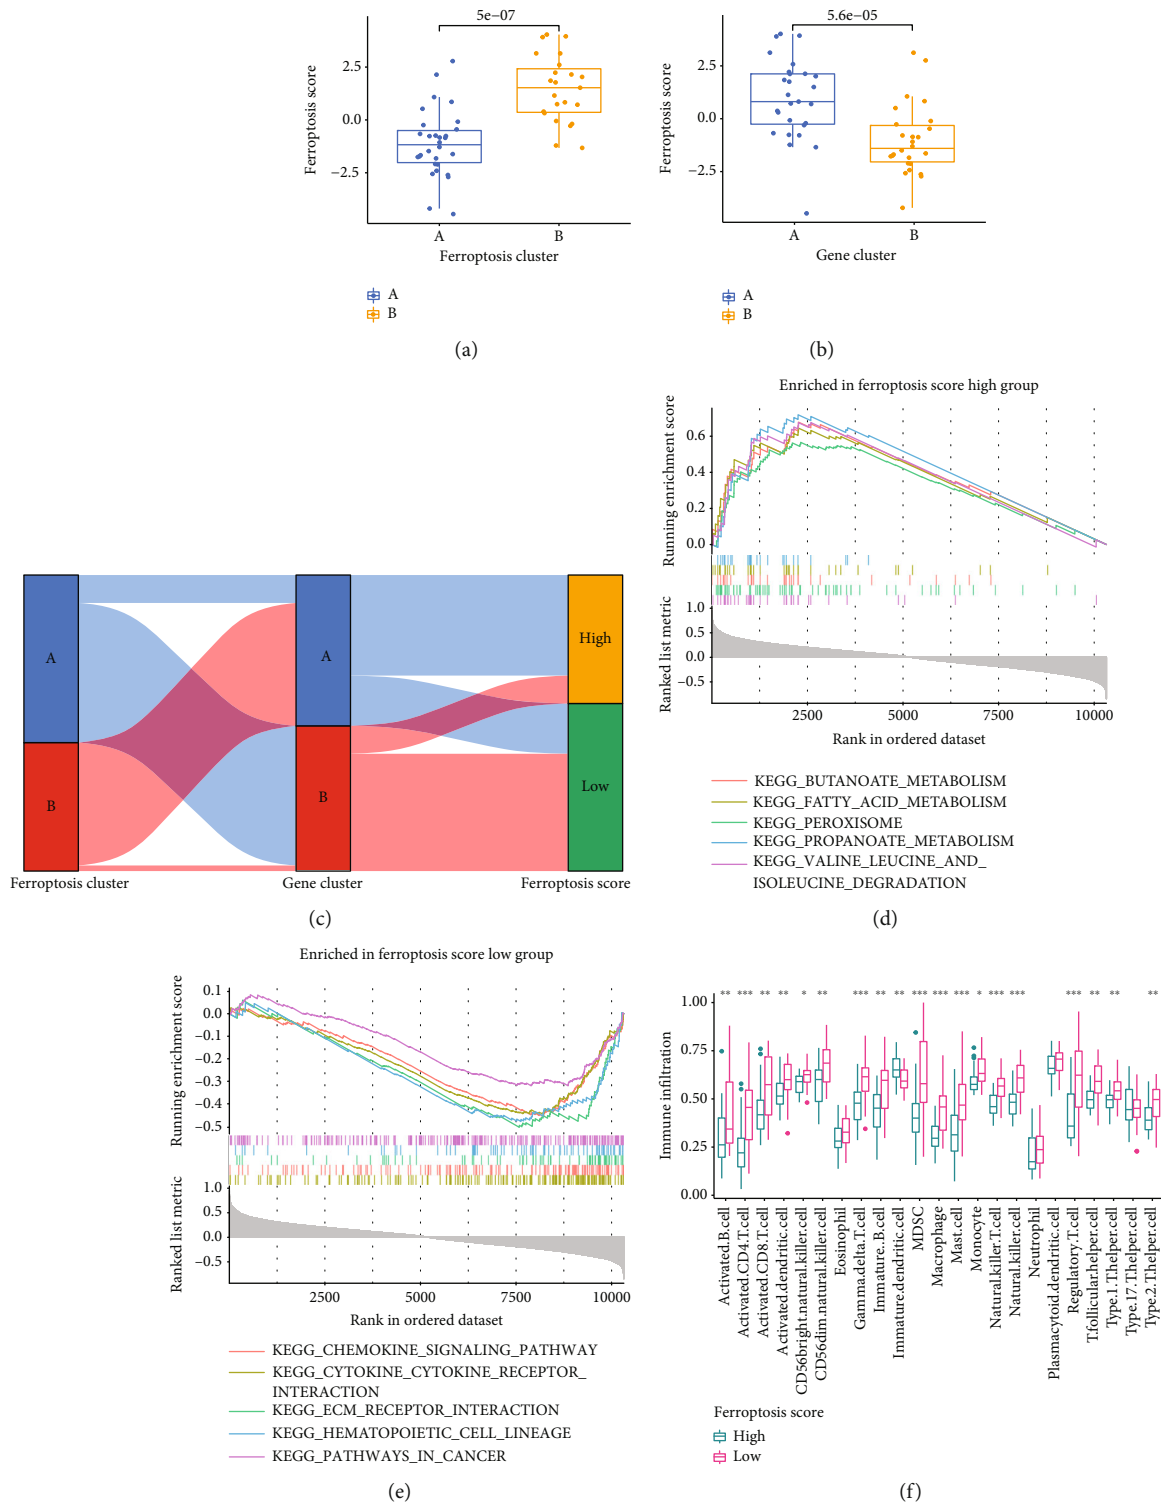 5e−07
Ferroptosis score
2.5
0.0
−2.5
A
B
Ferroptosis cluster
A
B
(a)
5.6e−05
Ferroptosis score
2.5
0.0
−2.5
A
B
Gene cluster
A
B
(b)
A
B
A
B
High
Low
Ferroptosis cluster
Gene cluster
Ferroptosis score
(c)
Enriched in ferroptosis score high group
Running enrichment score
0.6
0.4
0.2
0.0
Ranked list metric
1.0
0.5
0.0
−0.5
2500
5000
7500
10000
Rank in ordered dataset
KEGG_BUTANOATE_METABOLISM
KEGG_FATTY_ACID_METABOLISM
KEGG_PEROXISOME
KEGG_PROPANOATE_METABOLISM
KEGG_VALINE_LEUCINE_AND_
ISOLEUCINE_DEGRADATION
(d)
Enriched in ferroptosis score low group
Running enrichment score
0.1
0.0
−0.1
−0.2
−0.3
−0.4
−0.5
Ranked list metric
1.0
0.5
0.0
−0.5
2500
5000
7500
10000
Rank in ordered dataset
KEGG_CHEMOKINE_SIGNALING_PATHWAY
KEGG_CYTOKINE_CYTOKINE_RECEPTOR_
INTERACTION
KEGG_ECM_RECEPTOR_INTERACTION
KEGG_HEMATOPOIETIC_CELL_LINEAGE
KEGG_PATHWAYS_IN_CANCER
(e)
** *** ** ** * ** *** ** ** *** *** *** * *** *** *** ** ** **
Immune infiltration
1.00
0.75
0.50
0.25
0.00
Activated.B.cell
Activated.CD4.T.cell
Activated.CD8.T.cell
Activated.dendritic.cell
CD56bright.natural.killer.cell
CD56dim.natural.killer.cell
Eosinophil
Gamma.delta.T.cell
Immature.B.cell
Immature.dendritic.cell
MDSC
Macrophage
Mast.cell
Monocyte
Natural.killer.T.cell
Natural.killer.cell
Neutrophil
Plasmacytoid.dendritic.cell
Regulatory.T.cell
T.follicular.helper.cell
Type.1.T.helper.cell
Type.17.T.helper.cell
Type.2.T.helper.cell
Ferroptosis score
High
Low
(f)